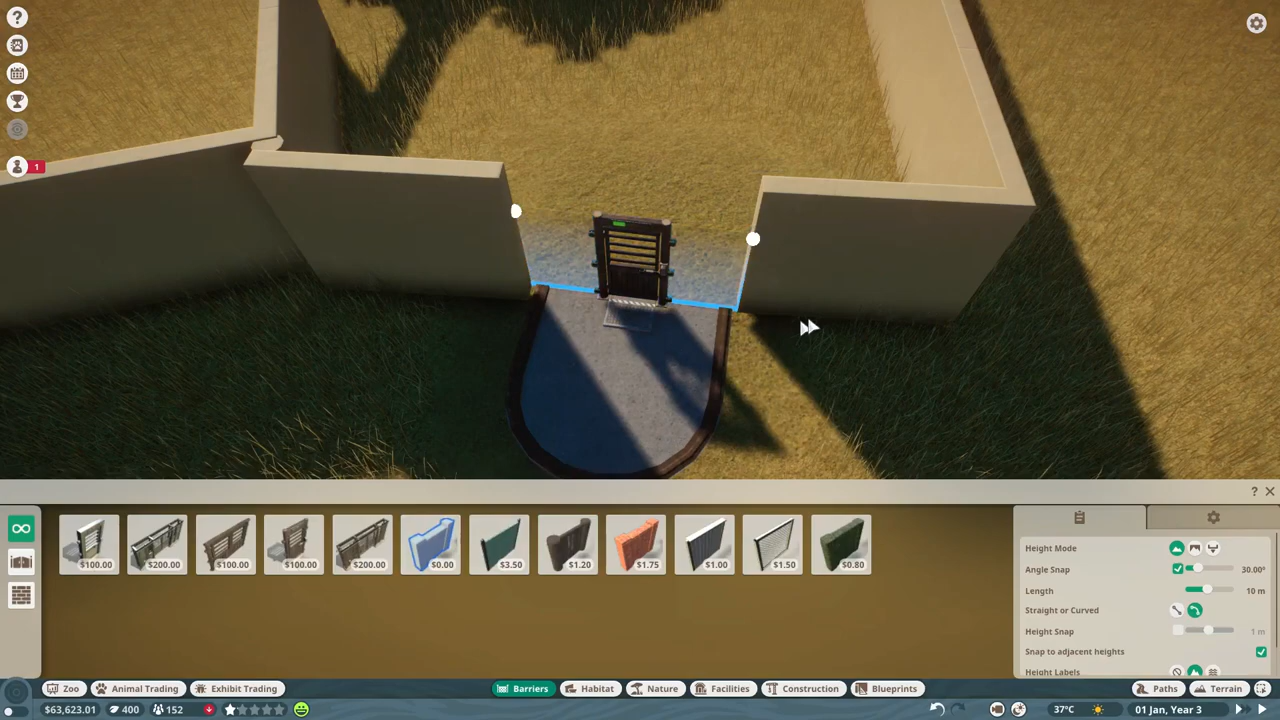 ?
1
?
$100.00 $200.00 $100.00 $100.00 $200.00 $0.00 $3.50 $1.20 $1.75 $1.00 $1.50 $0.80
Height Mode
Angle Snap 30.00°
Length 10 m
Straight or Curved
Height Snap 1 m
Snap to adjacent heights
Height Labels
Zoo Animal Trading Exhibit Trading Barriers Habitat Nature Facilities Construction Blueprints Paths Terrain
$63,623.01 400 152 37°C 01 Jan, Year 3